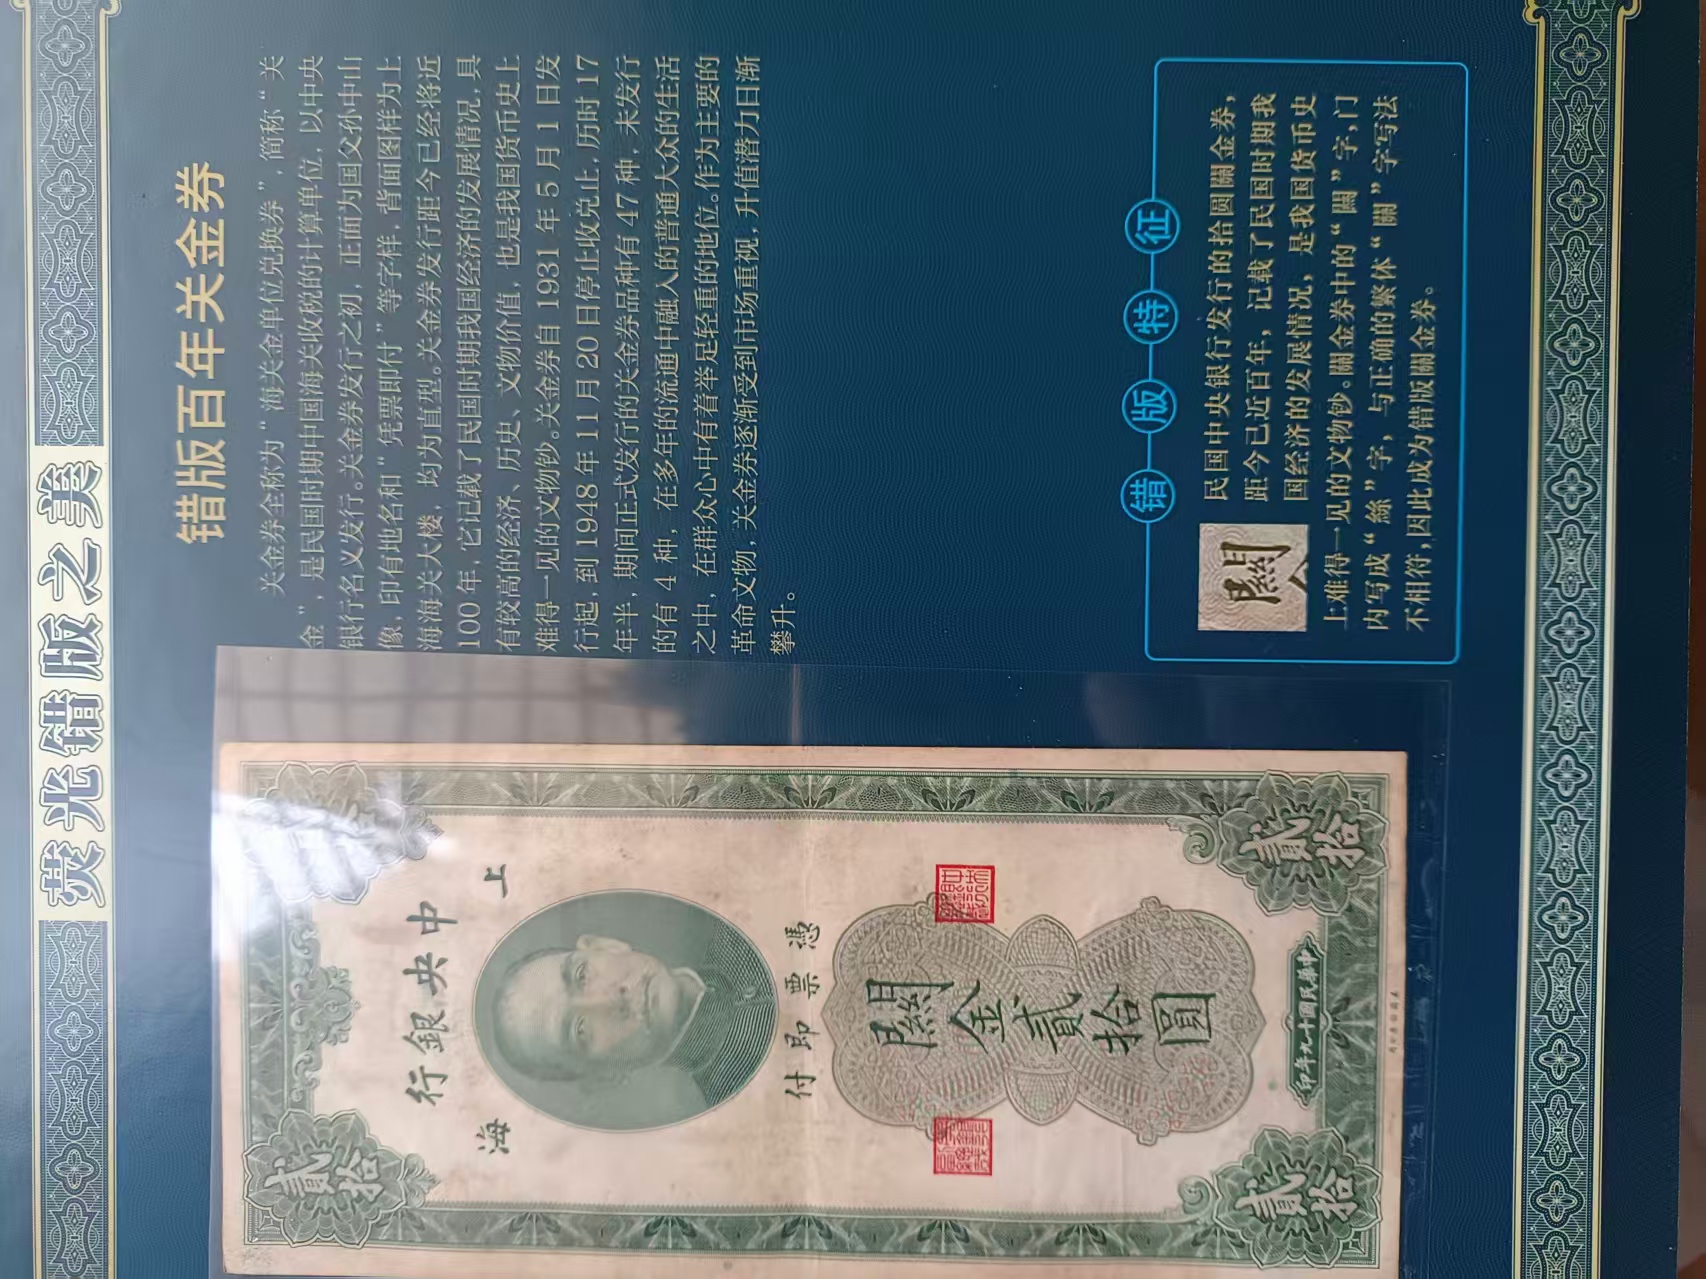 荧光错版之美
错版百年关金券
关金券全称为“海关金单位兑换券”，简称“关
金”，是民国时期中国海关收税的计算单位，以中央
银行名义发行。关金券发行之初，正面为国父孙中山
像，印有地名和“凭票即付”等字样，背面图样为上
海海关大楼，均为直型。关金券发行距今已经将近
100年，它记载了民国时期我国经济的发展情况，具
有较高的经济、历史、文物价值，也是我国货币史上
难得一见的文物钞。关金券自1931年5月1日发
行起，到1948年11月20日停止收兑止，历时17
年半，期间正式发行的关金券品种有47种，未发行
的有4种，在多年的流通中融入的普通大众的生活
之中，在群众心中有着举足轻重的地位。作为主要的
革命文物，关金券逐渐受到市场重视，升值潜力日渐
攀升。
错版特征
民国中央银行发行的拾圆關金券，
距今已近百年，记载了民国时期我
国经济的发展情况，是我国货币史
上难得一见的文物钞。關金券中的“關”字，门
内写成“絲”字，与正确的繁体“關”字写法
不相符，因此成为错版關金券。
關
貳拾
行銀央中
海 上
付即票憑
關金貳拾圓
貳拾
貳拾
印年九十國民華中